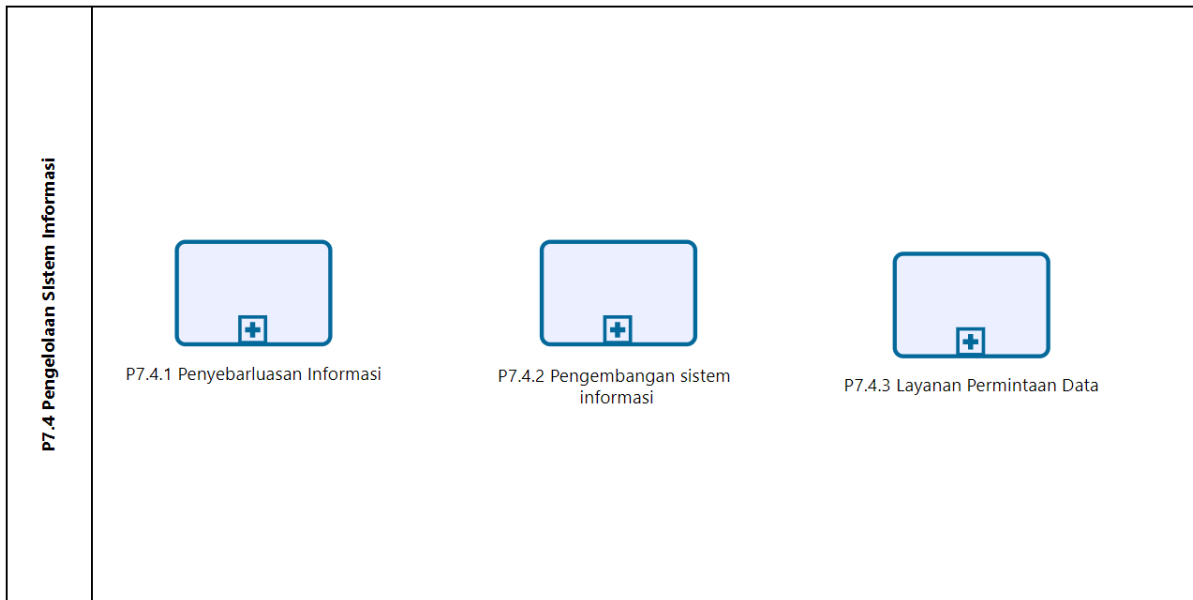 P7.4 Pengelolaan SIstem Informasi
P7.4.1 Penyebarluasan Informasi
P7.4.2 Pengembangan sistem
informasi
P7.4.3 Layanan Permintaan Data